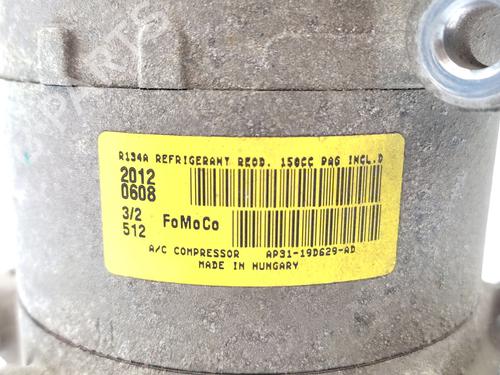 R134A REFRIGERANT REQD. 150CC PAG INCL.D
2012
0608
3/2
512
FoMoCo
A/C COMPRESSOR AP31-19D629-AD
MADE IN HUNGARY
PARTS